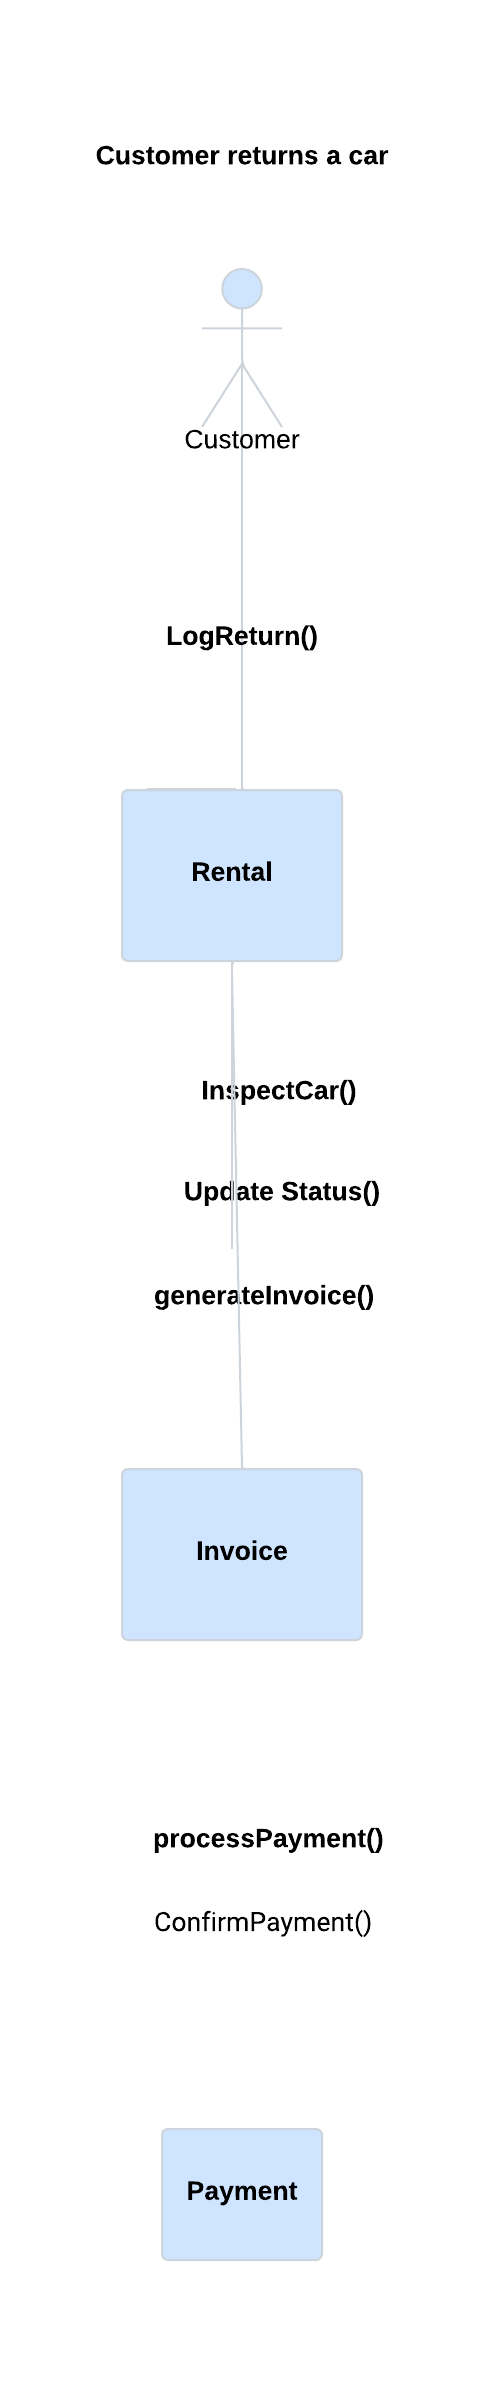 Customer returns a car
Customer
LogReturn()
Rental
InspectCar()
Update Status()
generateInvoice()
Invoice
processPayment()
ConfirmPayment()
Payment